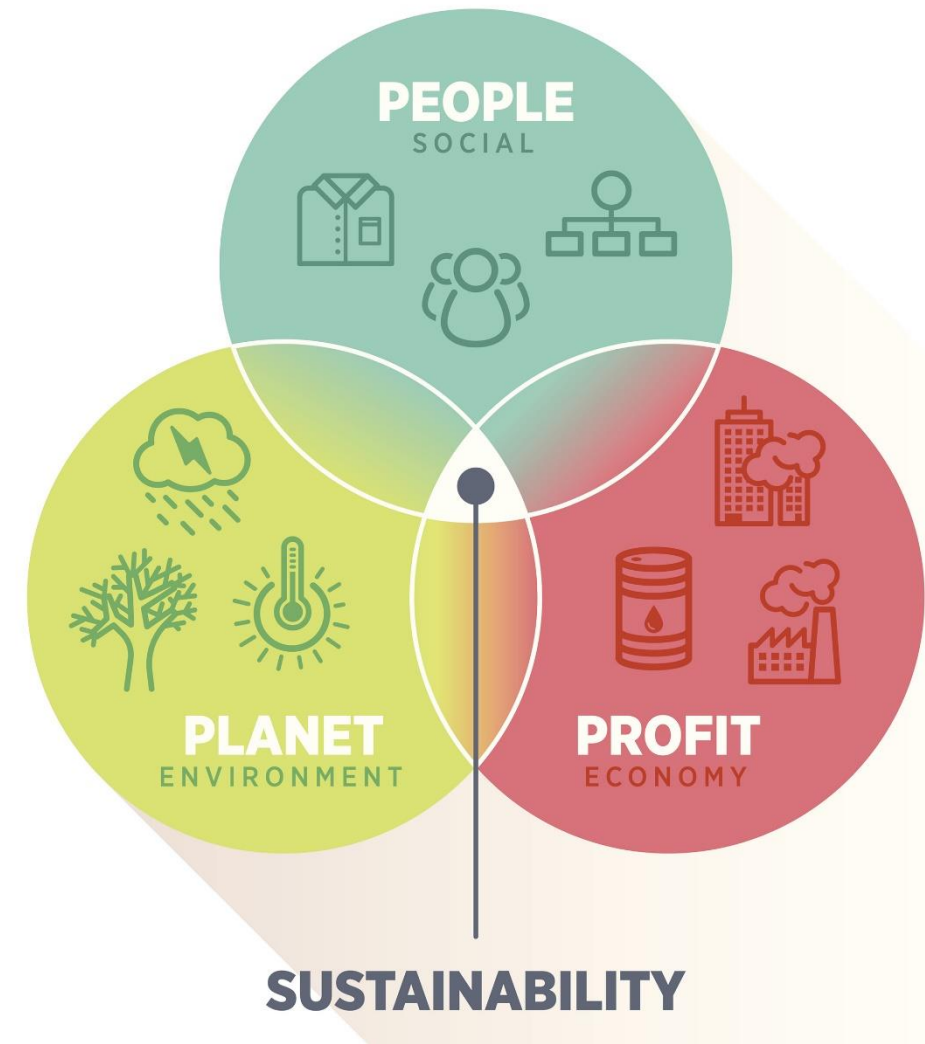 PEOPLE
SOCIAL
PLANET
ENVIRONMENT
PROFIT
ECONOMY
SUSTAINABILITY